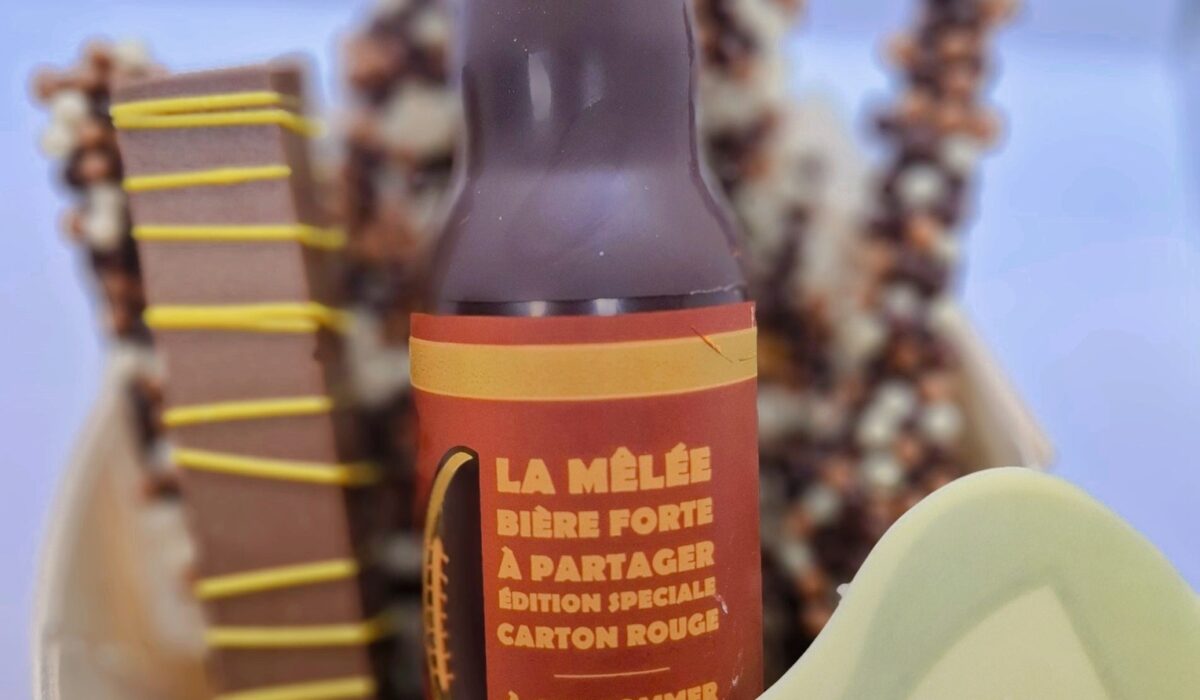 LA MÊLÉE
BIÈRE FORTE
À PARTAGER
ÉDITION SPECIALE
CARTON ROUGE
À